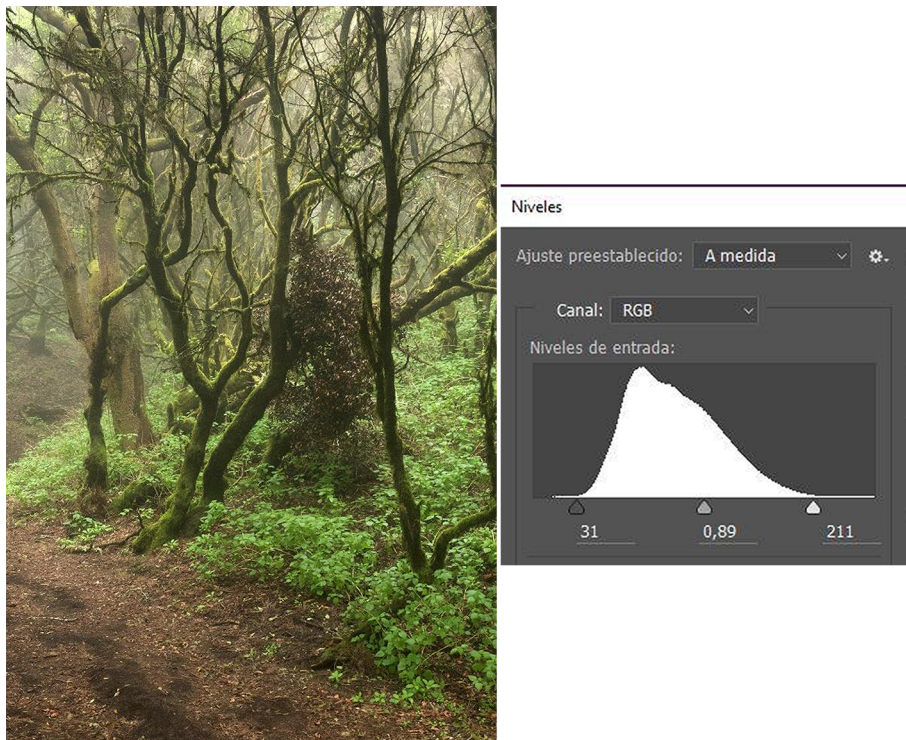 Niveles
Ajuste preestablecido: A medida
Canal: RGB
Niveles de entrada:
31 0,89 211